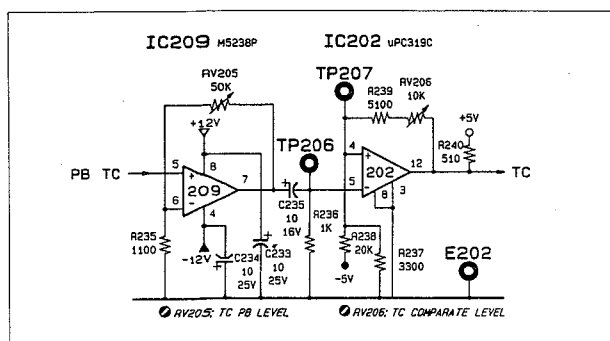 IC209 M5238P
IC202 uPC319C
RV205
50K
TP207
RV206
10K
R239
5100
+12V
+5V
TP206
R240
510
PB TC
5
+
8
7
4
+
12
TC
209
202
6
-
4
+
5
-
8
3
C235
10
16V
R236
1K
R235
1100
-12V
+
C234
10
25V
+
C233
10
25V
R238
20K
-5V
R237
3300
E202
RV205; TC PB LEVEL
RV206; TC COMPARATE LEVEL